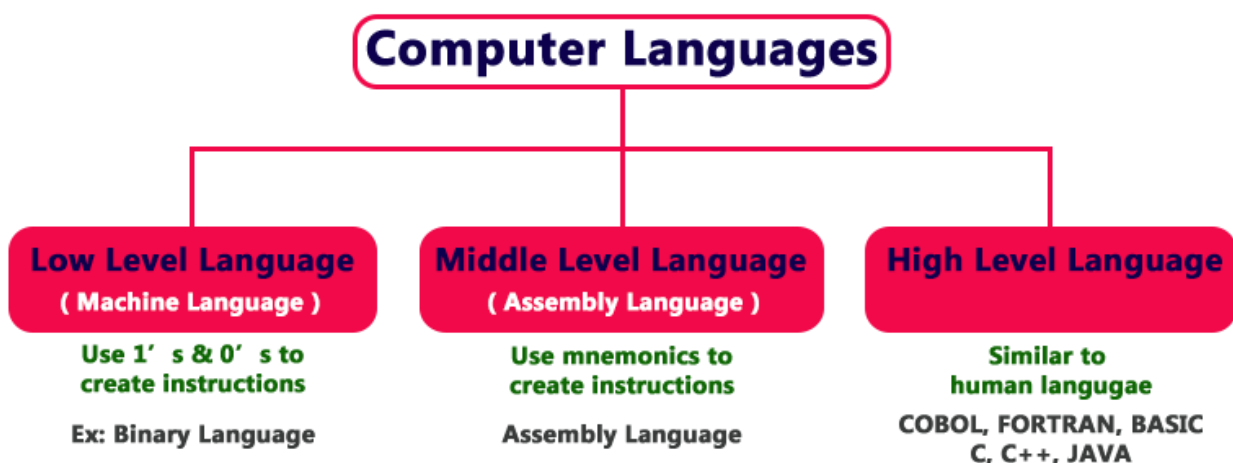 Computer Languages
Low Level Language
( Machine Language )
Use 1′ s & 0′ s to
create instructions
Ex: Binary Language
Middle Level Language
( Assembly Language )
Use mnemonics to
create instructions
Assembly Language
High Level Language
Similar to
human langugae
COBOL, FORTRAN, BASIC
C, C++, JAVA